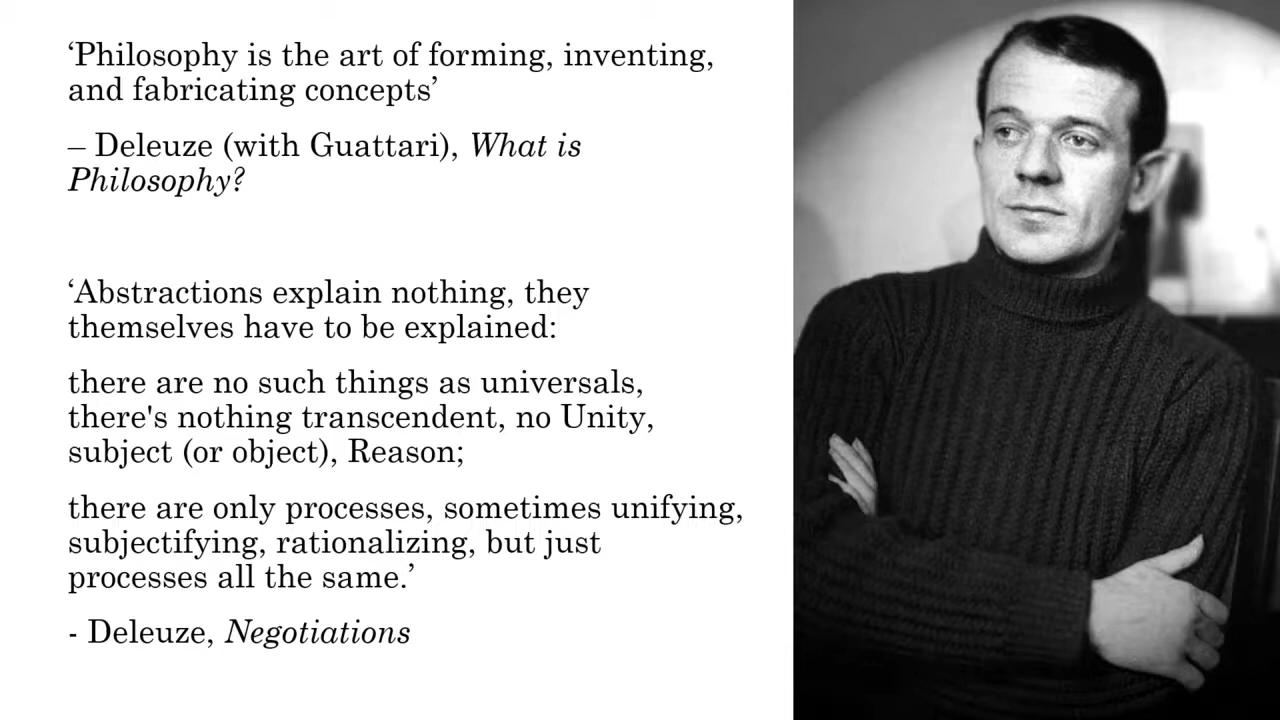 ‘Philosophy is the art of forming, inventing,
and fabricating concepts’
– Deleuze (with Guattari), What is
Philosophy?
‘Abstractions explain nothing, they
themselves have to be explained:
there are no such things as universals,
there's nothing transcendent, no Unity,
subject (or object), Reason;
there are only processes, sometimes unifying,
subjectifying, rationalizing, but just
processes all the same.’
- Deleuze, Negotiations